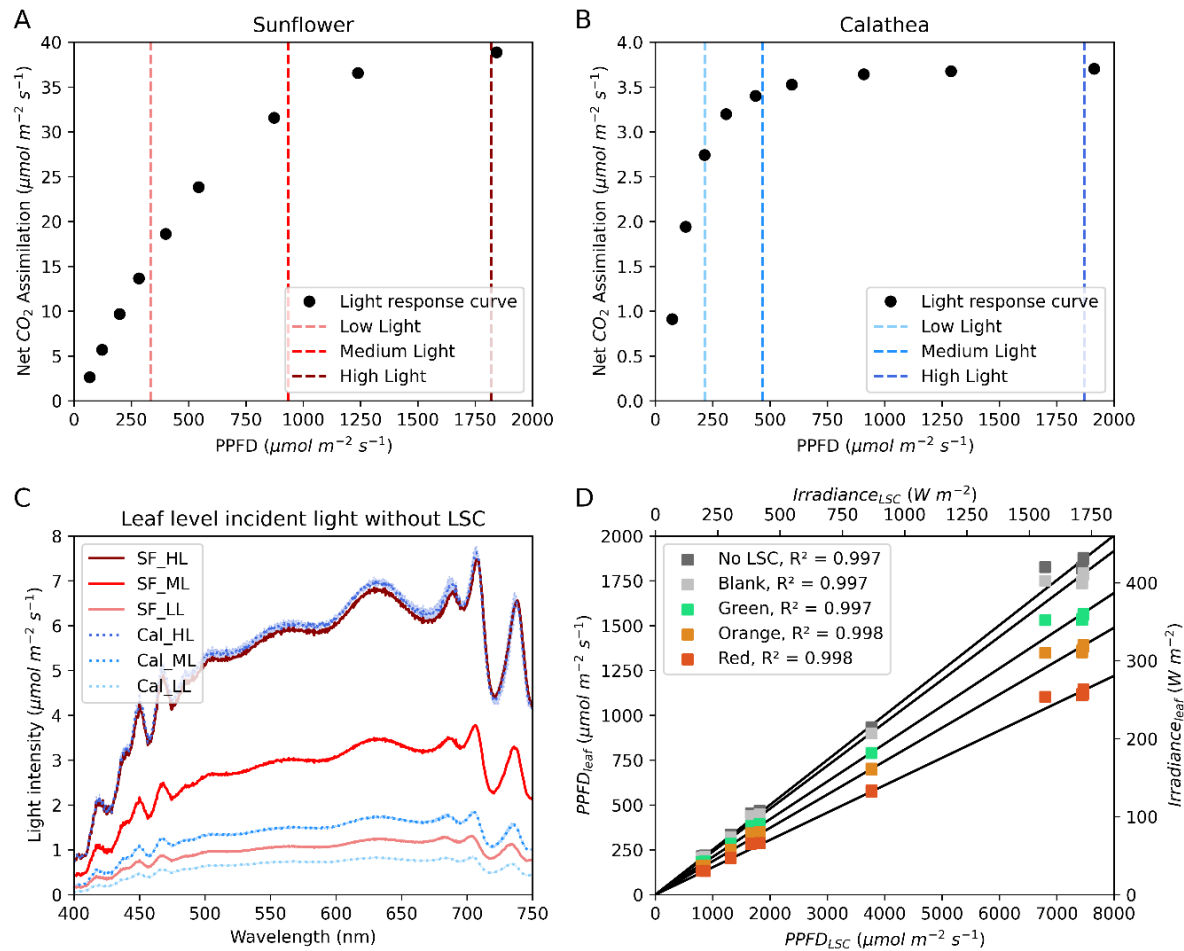 A
Sunflower
Net CO2 Assimilation (μmol m−2 s−1)
40
35
30
25
20
15
10
5
0
Light response curve
Low Light
Medium Light
High Light
0 250 500 750 1000 1250 1500 1750 2000
PPFD (μmol m−2 s−1)
B
Calathea
Net CO2 Assimilation (μmol m−2 s−1)
4.0
3.5
3.0
2.5
2.0
1.5
1.0
0.5
0.0
Light response curve
Low Light
Medium Light
High Light
0 250 500 750 1000 1250 1500 1750 2000
PPFD (μmol m−2 s−1)
C
Leaf level incident light without LSC
Light intensity (μmol m−2 s−1)
8
7
6
5
4
3
2
1
0
SF_HL
SF_ML
SF_LL
Cal_HL
Cal_ML
Cal_LL
400 450 500 550 600 650 700 750
Wavelength (nm)
D
IrradianceLSC (W m−2)
0 250 500 750 1000 1250 1500 1750
PPFDleaf (μmol m−2 s−1)
2000
1750
1500
1250
1000
750
500
250
0
No LSC, R² = 0.997
Blank, R² = 0.997
Green, R² = 0.997
Orange, R² = 0.998
Red, R² = 0.998
400
300
200
100
0
Irradianceleaf (W m−2)
0 1000 2000 3000 4000 5000 6000 7000 8000
PPFDLSC (μmol m−2 s−1)